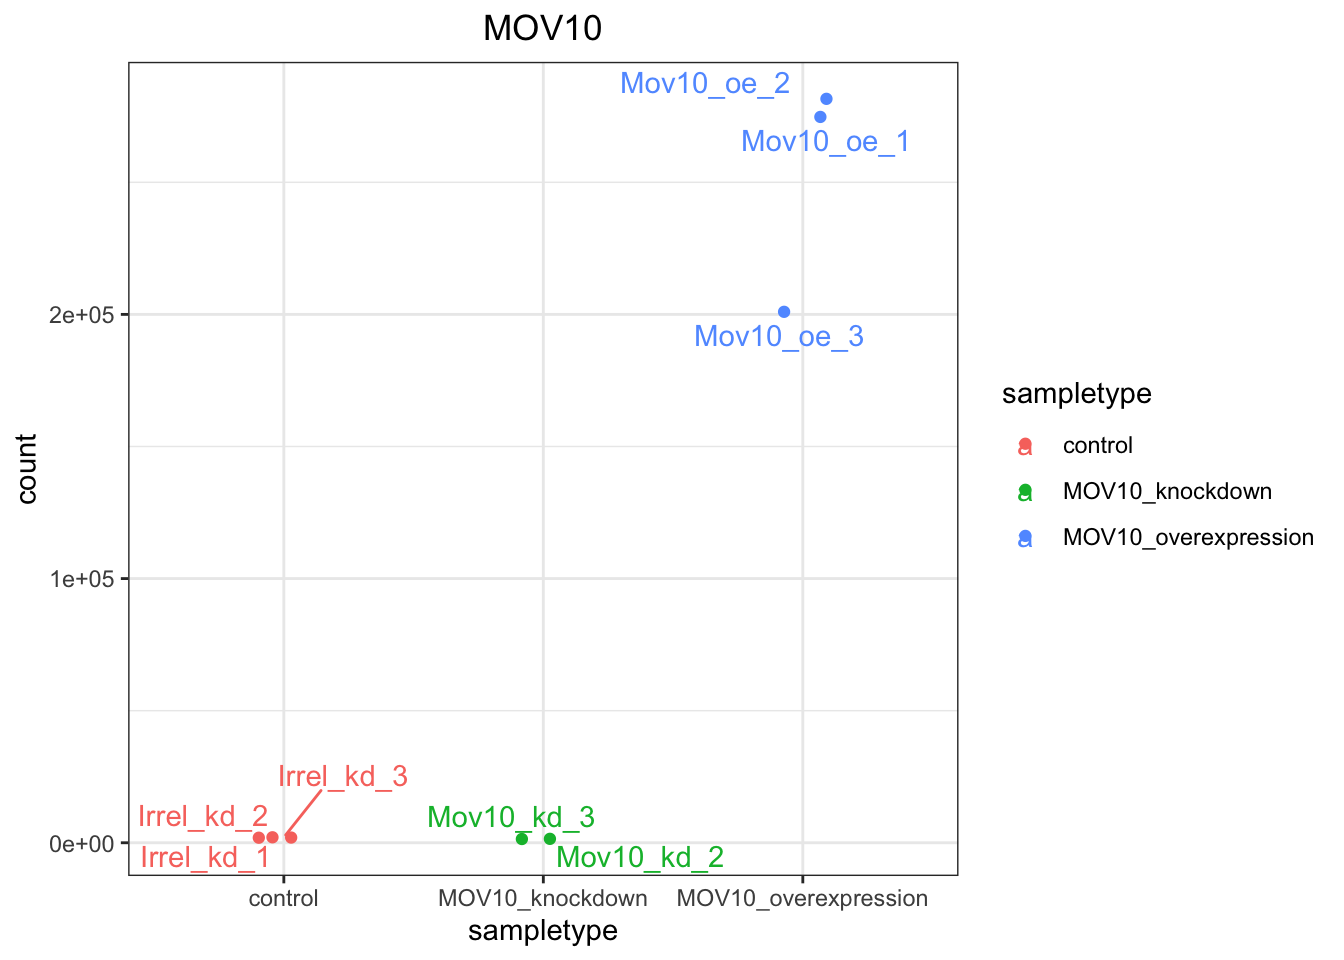 MOV10
Mov10_oe_2
Mov10_oe_1
2e+05
Mov10_oe_3
sampletype
count
control
MOV10_knockdown
MOV10_overexpression
1e+05
Irrel_kd_3
Irrel_kd_2
Mov10_kd_3
0e+00
Irrel_kd_1
Mov10_kd_2
control
MOV10_knockdown
MOV10_overexpression
sampletype
a
a
a